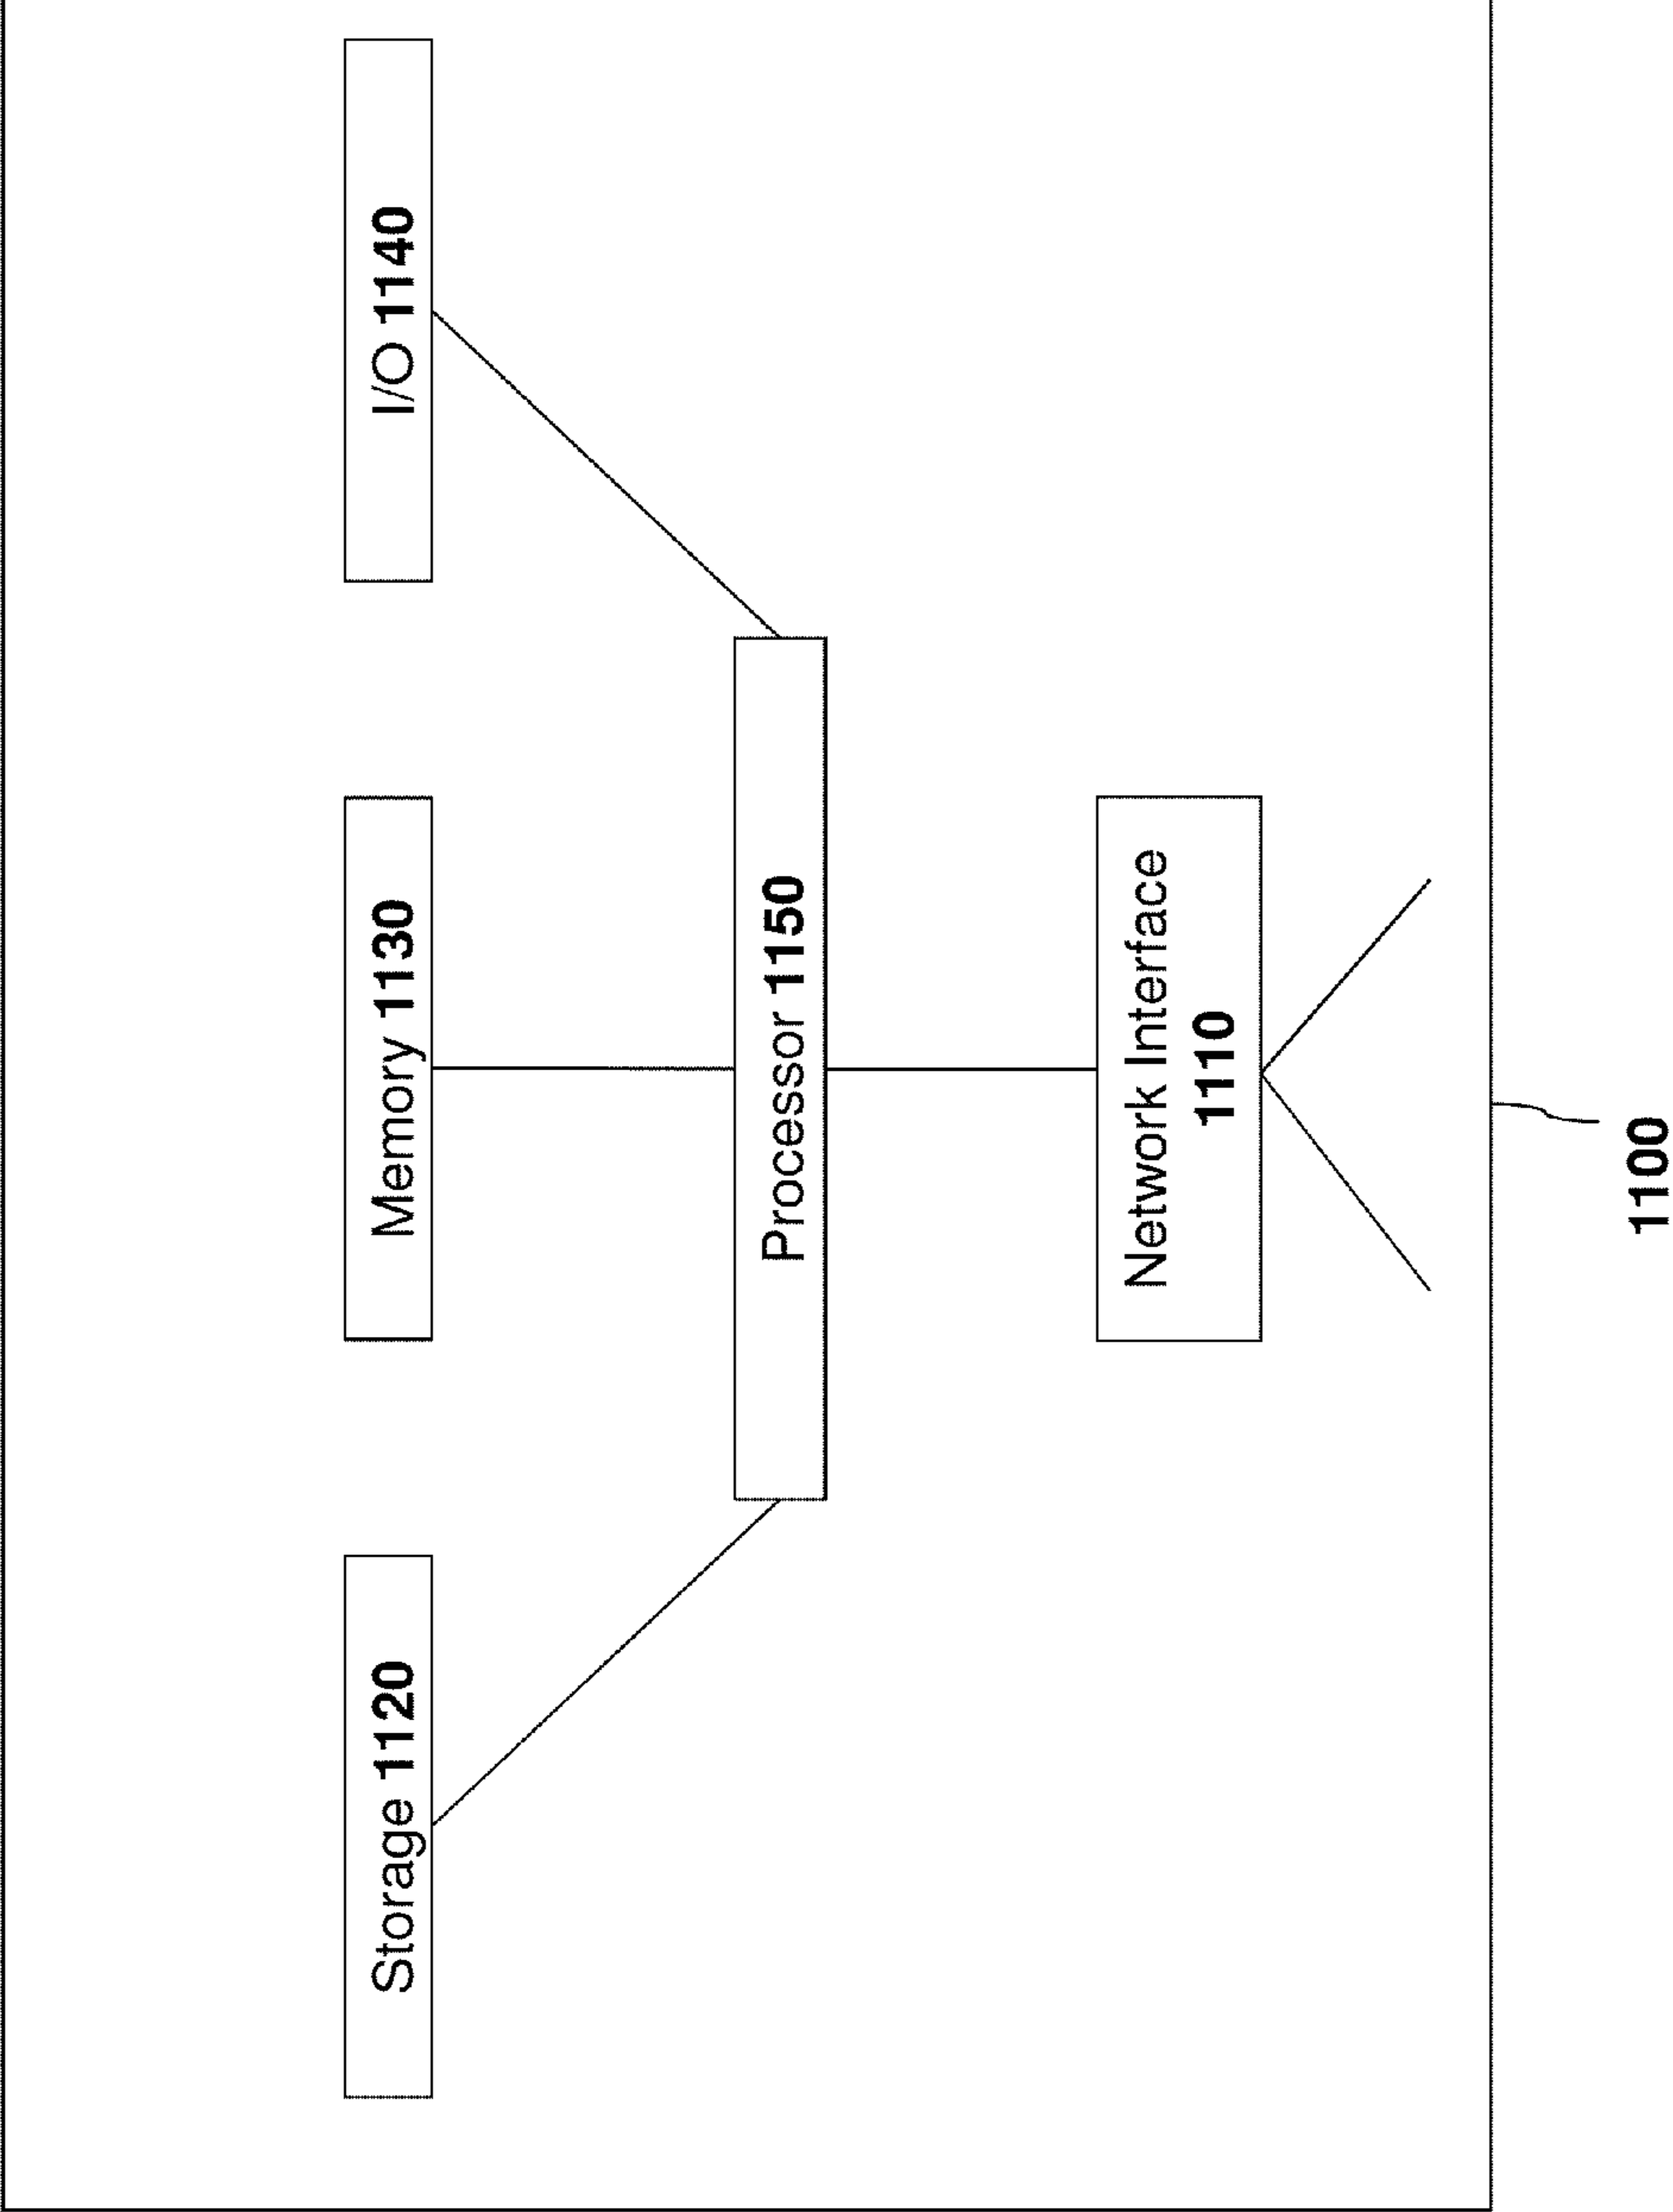 Storage 1120
Memory 1130
I/O 1140
Processor 1150
Network Interface
1110
1100